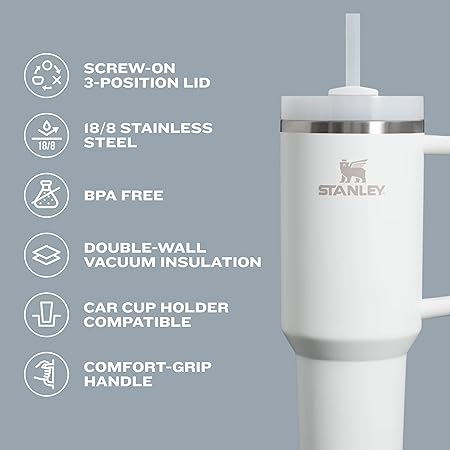 SCREW-ON
3-POSITION LID
18/8
18/8 STAINLESS
STEEL
BPA FREE
DOUBLE-WALL
VACUUM INSULATION
CAR CUP HOLDER
COMPATIBLE
COMFORT-GRIP
HANDLE
STANLEY